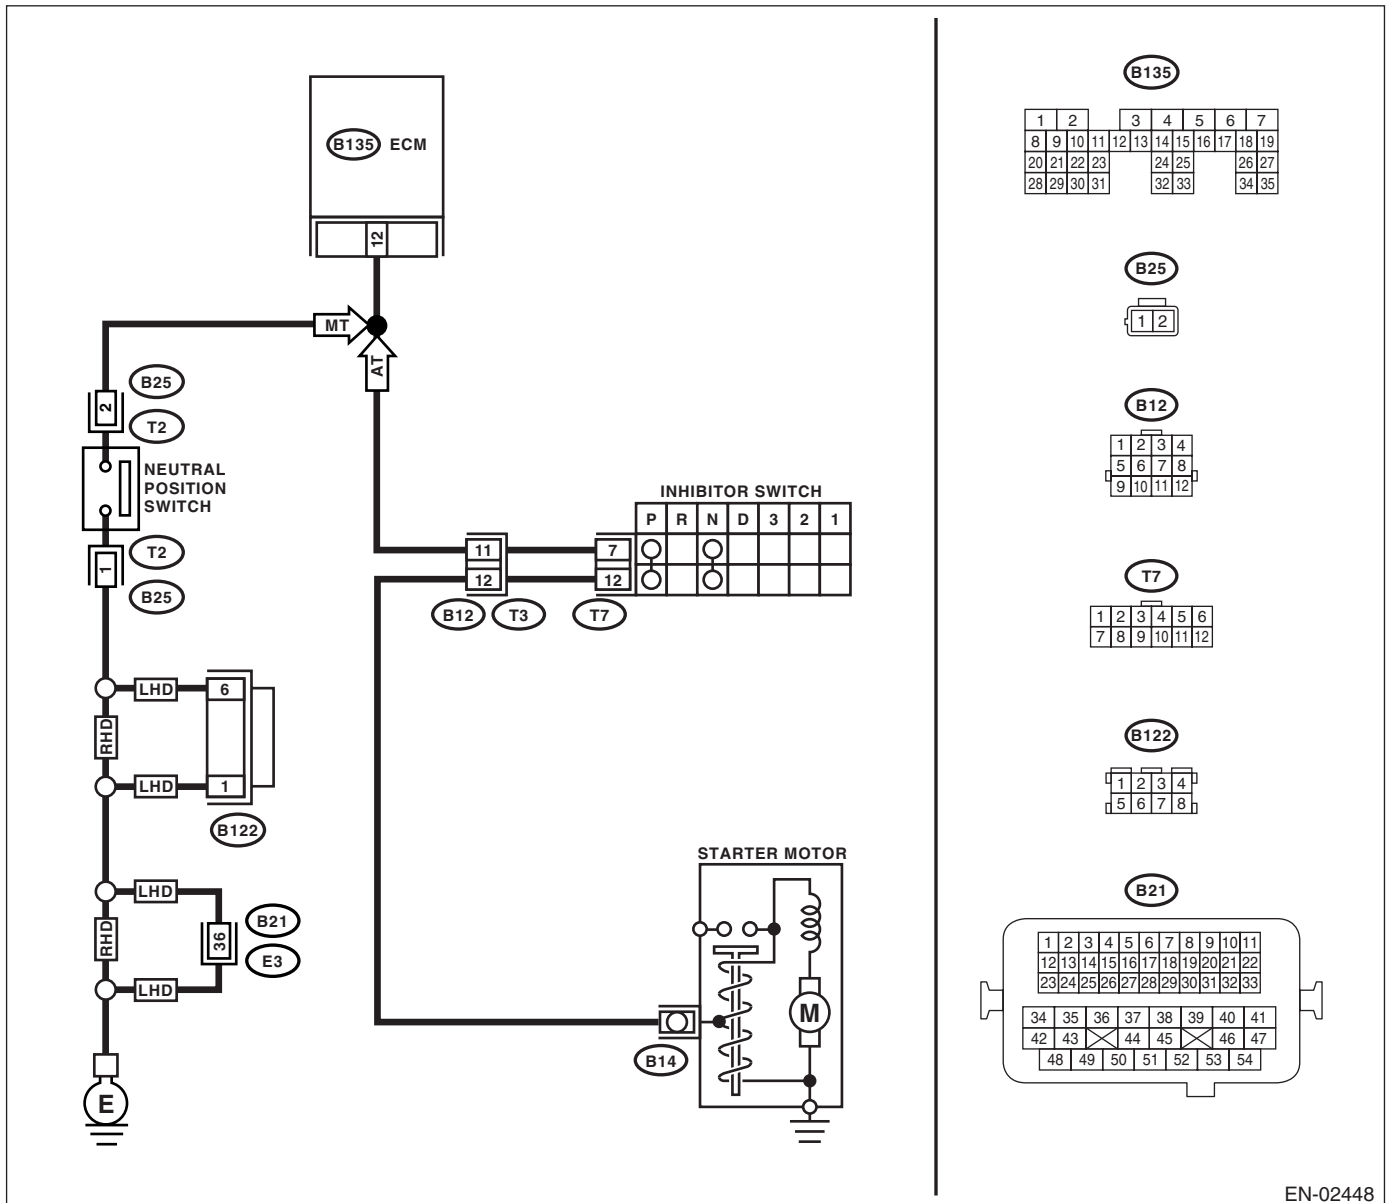 B135 ECM
12
MT
AT
B25
2
T2
NEUTRAL
POSITION
SWITCH
T2
1
B25
LHD
6
RHD
LHD
1
B122
LHD
RHD
36
B21
E3
LHD
E
INHIBITOR SWITCH
P R N D 3 2 1
11 7
12 12
B12 T3 T7
STARTER MOTOR
M
B14
B135
1 2 3 4 5 6 7
8 9 10 11 12 13 14 15 16 17 18 19
20 21 22 23 24 25 26 27
28 29 30 31 32 33 34 35
B25
1 2
B12
1 2 3 4
5 6 7 8
9 10 11 12
T7
1 2 3 4 5 6
7 8 9 10 11 12
B122
1 2 3 4
5 6 7 8
B21
1 2 3 4 5 6 7 8 9 10 11
12 13 14 15 16 17 18 19 20 21 22
23 24 25 26 27 28 29 30 31 32 33
34 35 36 37 38 39 40 41
42 43 44 45 46 47
48 49 50 51 52 53 54
EN-02448